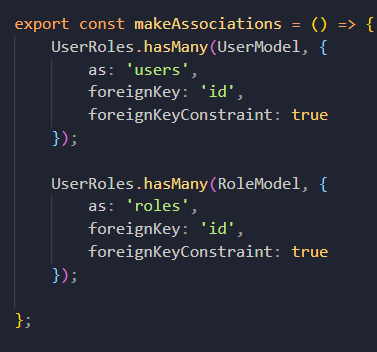 export const makeAssociations = () => {
    UserRoles.hasMany(UserModel, {
        as: 'users',
        foreignKey: 'id',
        foreignKeyConstraint: true
    });

    UserRoles.hasMany(RoleModel, {
        as: 'roles',
        foreignKey: 'id',
        foreignKeyConstraint: true
    });

};